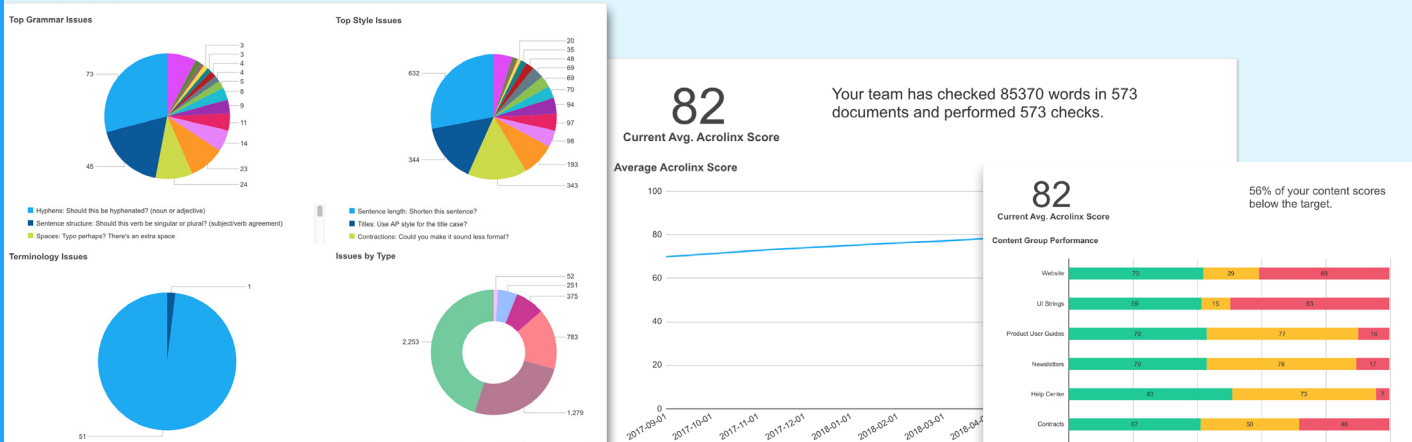 Top Grammar Issues
3
3
4
4
5
8
9
11
14
23
24
45
73
Hyphens: Should this be hyphenated? (noun or adjective)
Sentence structure: Should this verb be singular or plural? (subject/verb agreement)
Spaces: Typo perhaps? There's an extra space
Top Style Issues
20
35
48
69
69
70
94
97
98
193
343
344
632
Sentence length: Shorten this sentence?
Titles: Use AP style for the title case?
Contractions: Could you make it sound less formal?
Terminology Issues
1
51
Issues by Type
52
251
375
783
1,279
2,253
82
Current Avg. Acrolinx Score
Your team has checked 85370 words in 573
documents and performed 573 checks.
Average Acrolinx Score
100
80
60
40
20
0
2017-09-01
2017-10-01
2017-11-01
2017-12-01
2018-01-01
2018-02-01
2018-03-01
82
Current Avg. Acrolinx Score
56% of your content scores
below the target.
Content Group Performance
Website 70 29 68
UI Strings 69 15 83
Product User Guides 77
Newsletters 76 17
Help Center 83 73 7
Contracts 67 50 46